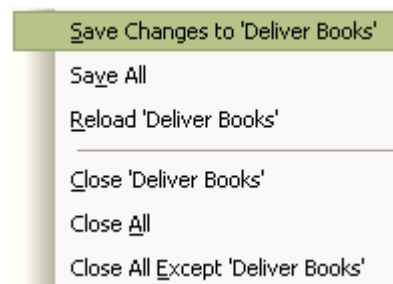 Save Changes to 'Deliver Books'
Save All
Reload 'Deliver Books'
Close 'Deliver Books'
Close All
Close All Except 'Deliver Books'